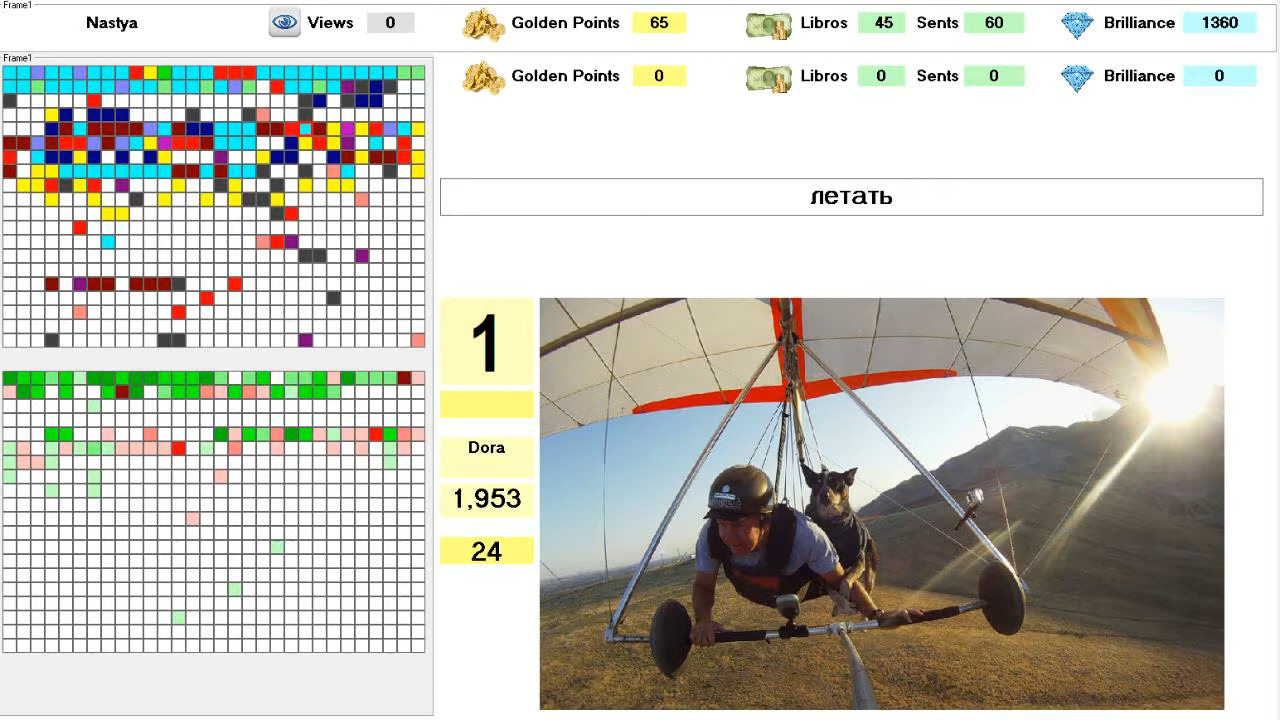 Frame1
Nastya
Views 0
Golden Points 65
Libros 45
Sents 60
Brilliance 1360
Frame1
Golden Points 0
Libros 0
Sents 0
Brilliance 0
летать
1
Dora
1,953
24